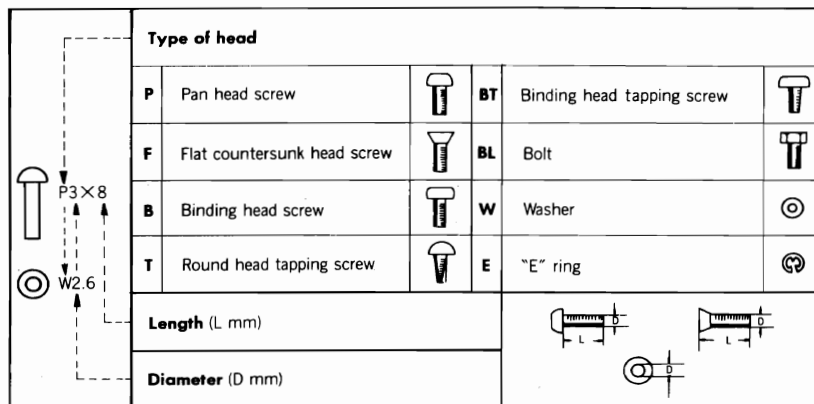 Type of head
P Pan head screw BT Binding head tapping screw
F Flat countersunk head screw BL Bolt
P3×8
B Binding head screw W Washer
T Round head tapping screw E "E" ring
W2.6
Length (L mm)
D D
L L
Diameter (D mm)
D